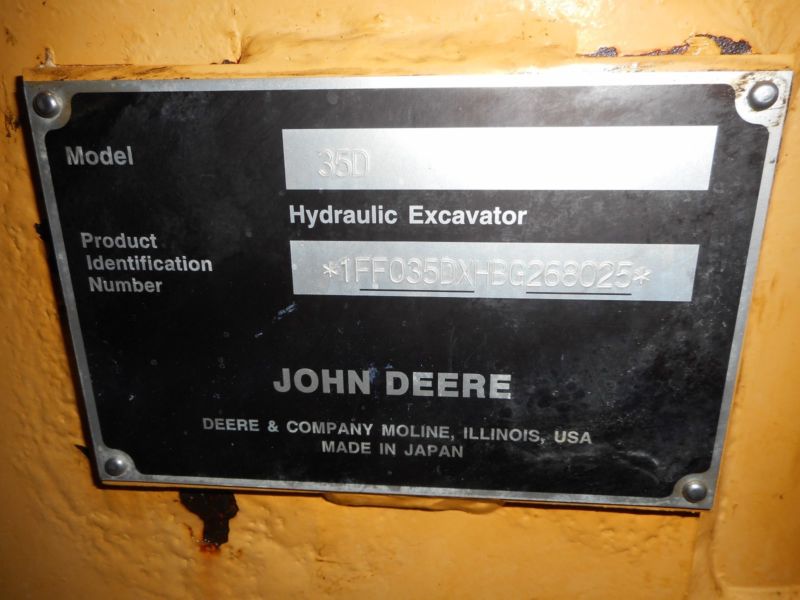 Model
35D
Hydraulic Excavator
Product
Identification
Number
*1FF035DXHBG268025*
JOHN DEERE
DEERE & COMPANY MOLINE, ILLINOIS, USA
MADE IN JAPAN